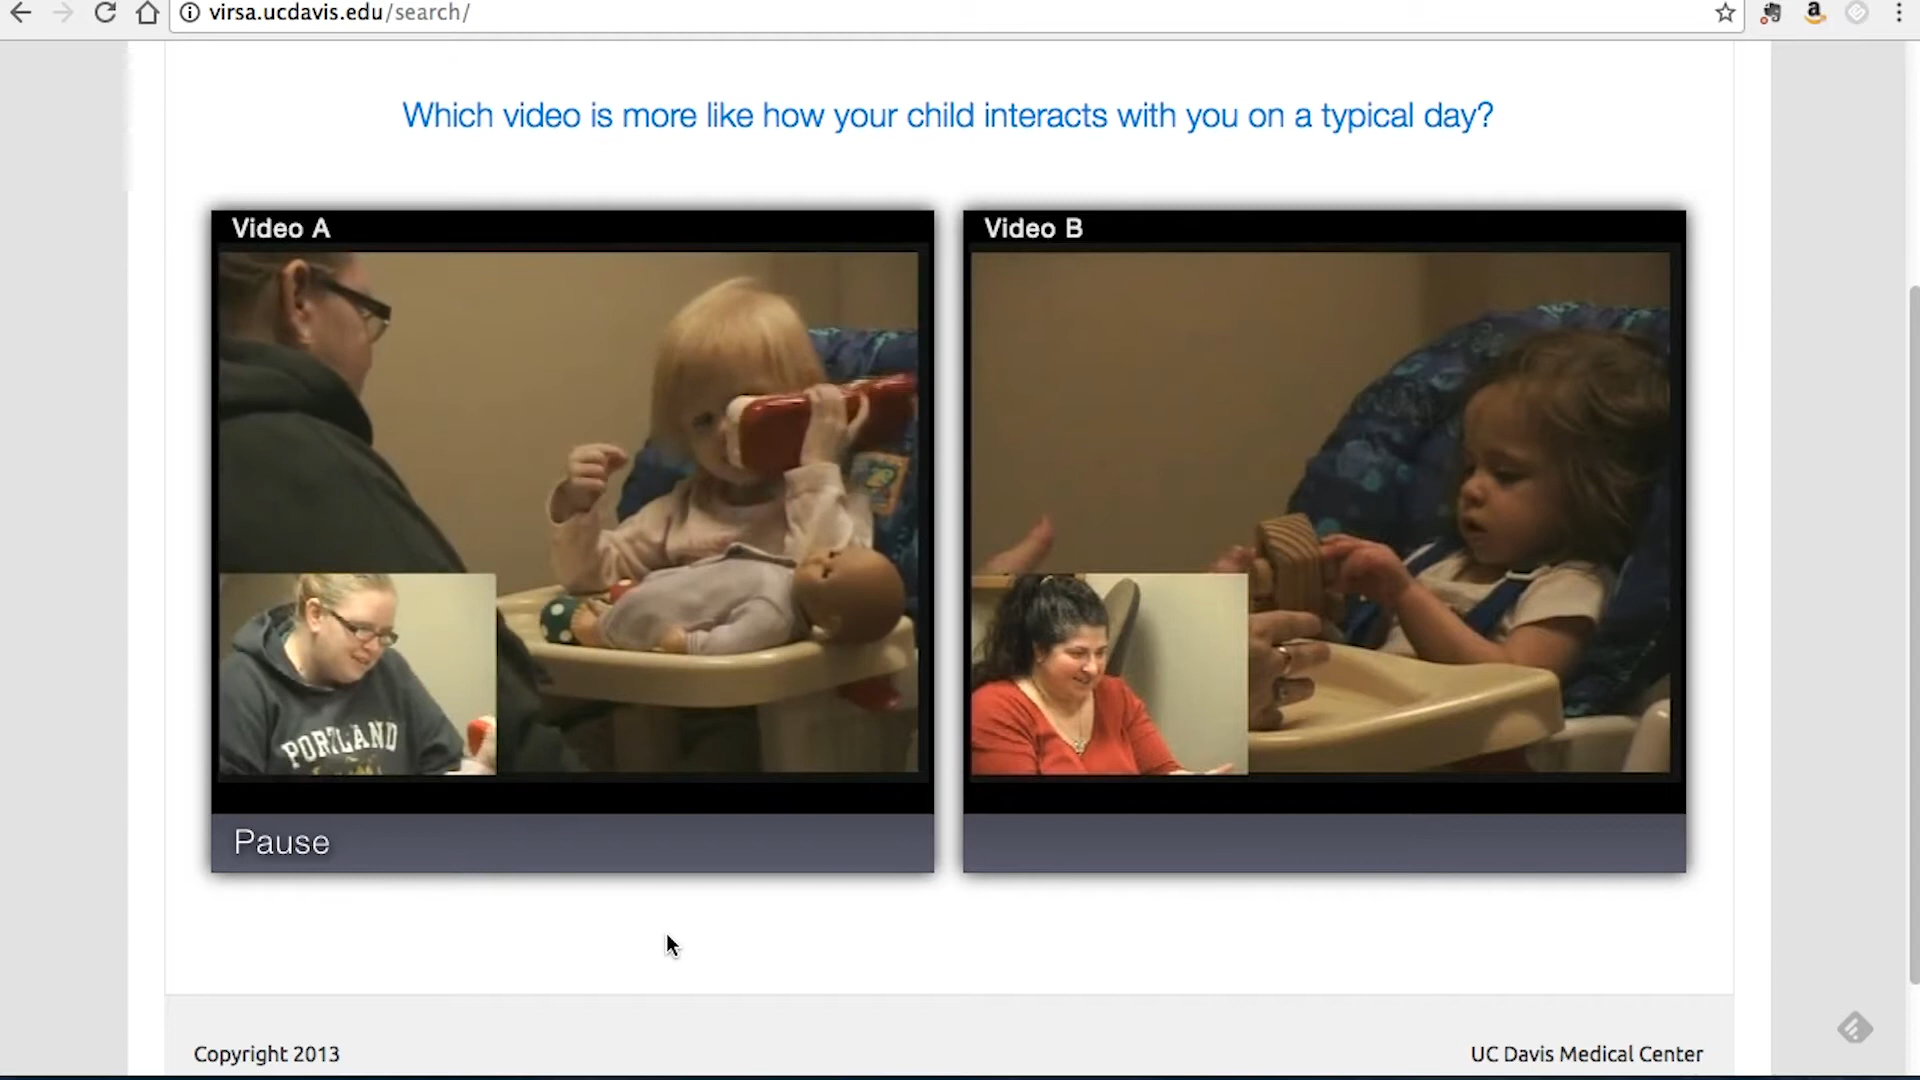 virsa.ucdavis.edu/search/
Which video is more like how your child interacts with you on a typical day?
Video A
Video B
PORTLAND
Pause
Copyright 2013
UC Davis Medical Center